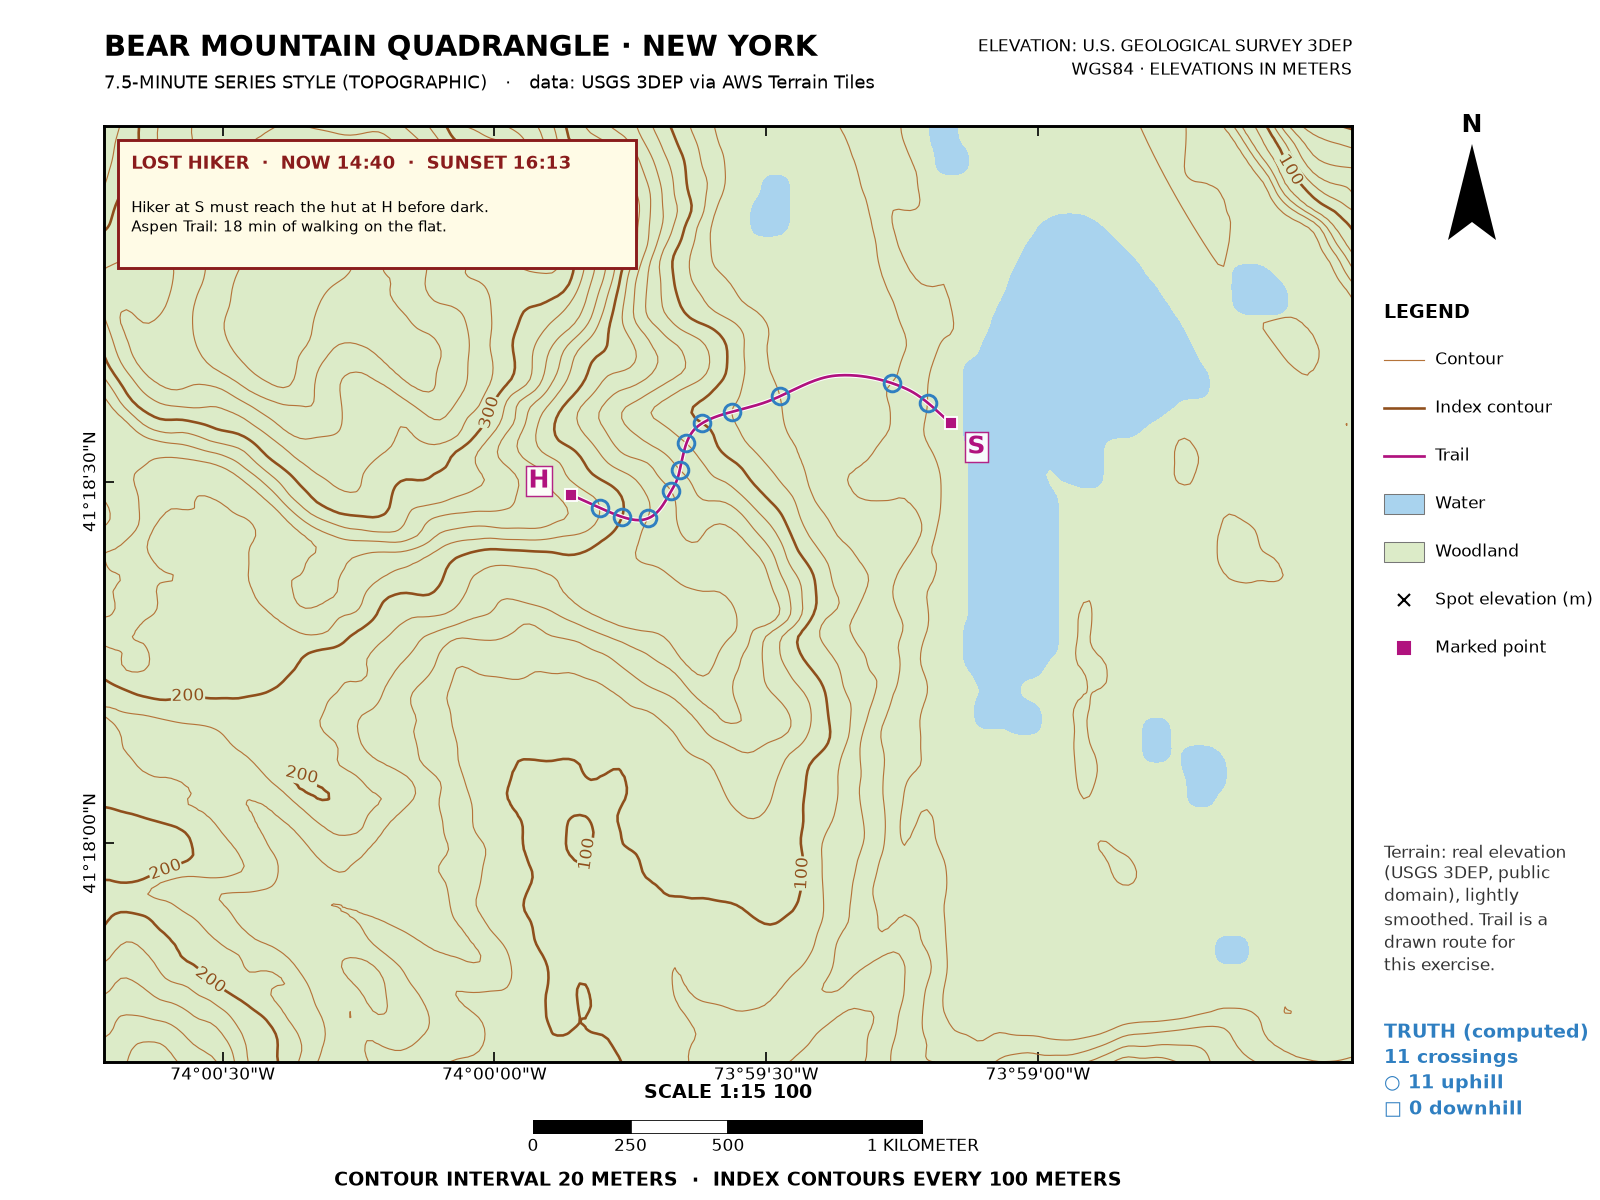 BEAR MOUNTAIN QUADRANGLE · NEW YORK
7.5-MINUTE SERIES STYLE (TOPOGRAPHIC) · data: USGS 3DEP via AWS Terrain Tiles
ELEVATION: U.S. GEOLOGICAL SURVEY 3DEP
WGS84 · ELEVATIONS IN METERS
LOST HIKER · NOW 14:40 · SUNSET 16:13
Hiker at S must reach the hut at H before dark.
Aspen Trail: 18 min of walking on the flat.
100
300
H
S
200
200
200
200
100
100
41°18'30"N
41°18'00"N
74°00'30"W
74°00'00"W
73°59'30"W
73°59'00"W
SCALE 1:15 100
0
250
500
1 KILOMETER
CONTOUR INTERVAL 20 METERS · INDEX CONTOURS EVERY 100 METERS
N
LEGEND
Contour
Index contour
Trail
Water
Woodland
Spot elevation (m)
Marked point
Terrain: real elevation
(USGS 3DEP, public
domain), lightly
smoothed. Trail is a
drawn route for
this exercise.
TRUTH (computed)
11 crossings
○ 11 uphill
□ 0 downhill